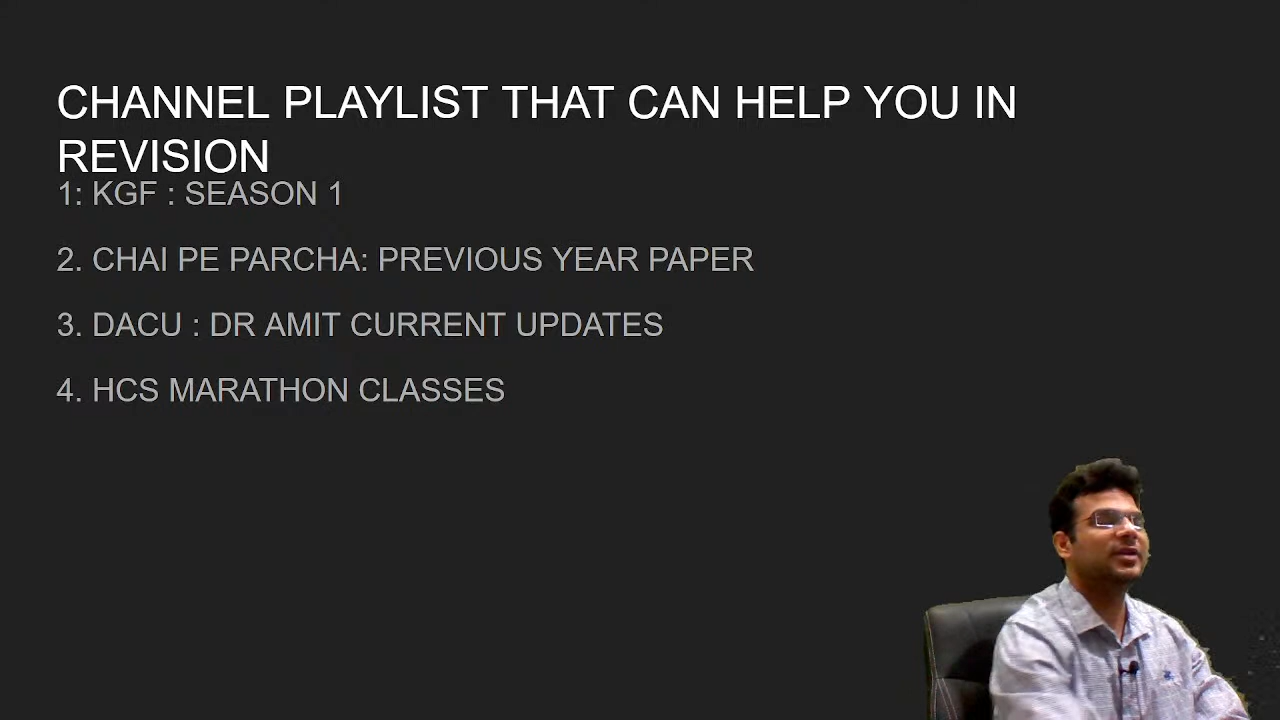 CHANNEL PLAYLIST THAT CAN HELP YOU IN
REVISION
1: KGF : SEASON 1
2. CHAI PE PARCHA: PREVIOUS YEAR PAPER
3. DACU : DR AMIT CURRENT UPDATES
4. HCS MARATHON CLASSES